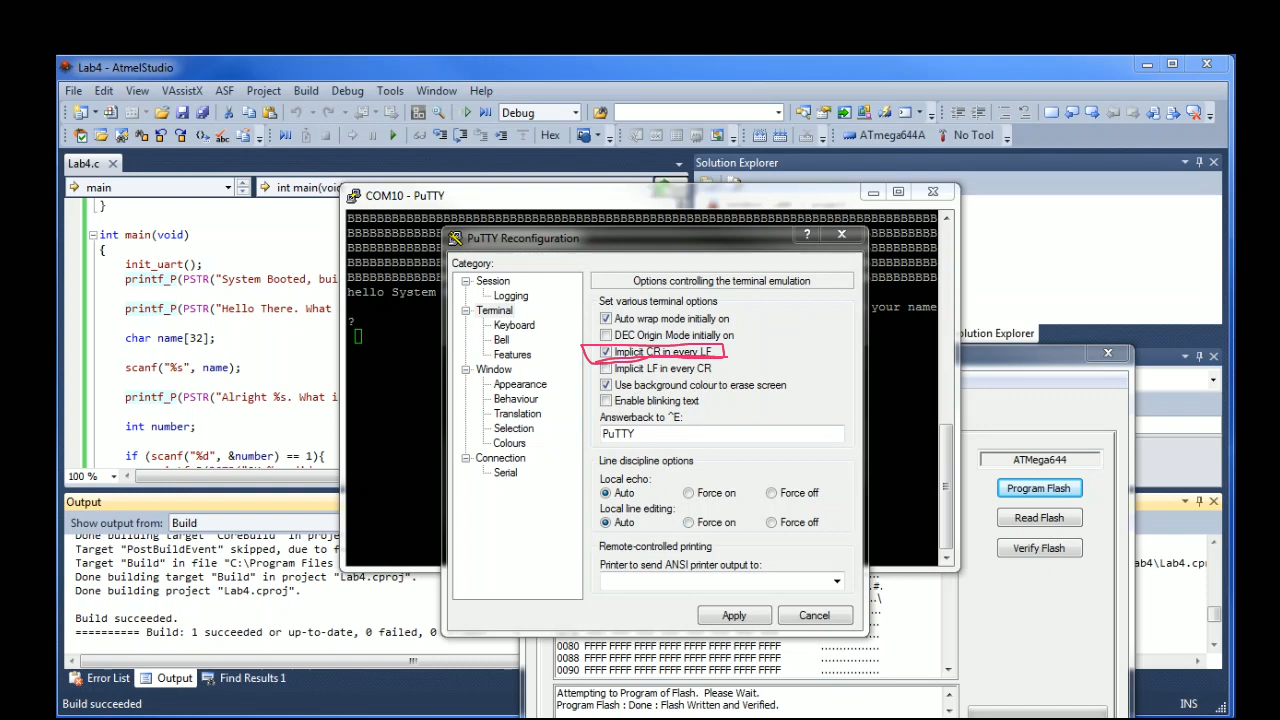 Lab4 - AtmelStudio
File Edit View VAssistX ASF Project Build Debug Tools Window Help
Debug
Hex ATmega644A No Tool
Lab4.c
Solution Explorer
main
int main(voi
}
int main(void)
{
init_uart();
printf_P(PSTR("System Booted, bui
printf_P(PSTR("Hello There. What
char name[32];
scanf("%s", name);
printf_P(PSTR("Alright %s. What i
int number;
if (scanf("%d", &number) == 1){
100 %
COM10 - PuTTY
hello System
your name
?
PuTTY Reconfiguration
Category:
Session
Logging
Terminal
Keyboard
Bell
Features
Window
Appearance
Behaviour
Translation
Selection
Colours
Connection
Serial
Options controlling the terminal emulation
Set various terminal options
Auto wrap mode initially on
DEC Origin Mode initially on
Implicit CR in every LF
Implicit LF in every CR
Use background colour to erase screen
Enable blinking text
Answerback to ^E:
PuTTY
Line discipline options
Local echo:
Auto Force on Force off
Local line editing:
Auto Force on Force off
Remote-controlled printing
Printer to send ANSI printer output to:
Apply Cancel
olution Explorer
ATMega644
Program Flash
Read Flash
Verify Flash
Output
Show output from: Build
Done building target "CoreBuild" in proj
Target "PostBuildEvent" skipped, due to f
Target "Build" in file "C:\Program Files
Done building target "Build" in project "Lab4.cproj".
Done building project "Lab4.cproj".
Build succeeded.
========== Build: 1 succeeded or up-to-date, 0 failed, 0
4\Lab4.cproj"
0080 FFFF FFFF FFFF FFFF FFFF FFFF FFFF FFFF ................
0088 FFFF FFFF FFFF FFFF FFFF FFFF FFFF FFFF ................
0090 FFFF FFFF FFFF FFFF FFFF FFFF FFFF FFFF ................
Attempting to Program of Flash. Please Wait.
Program Flash : Done : Flash Written and Verified.
Error List Output Find Results 1
Build succeeded
INS